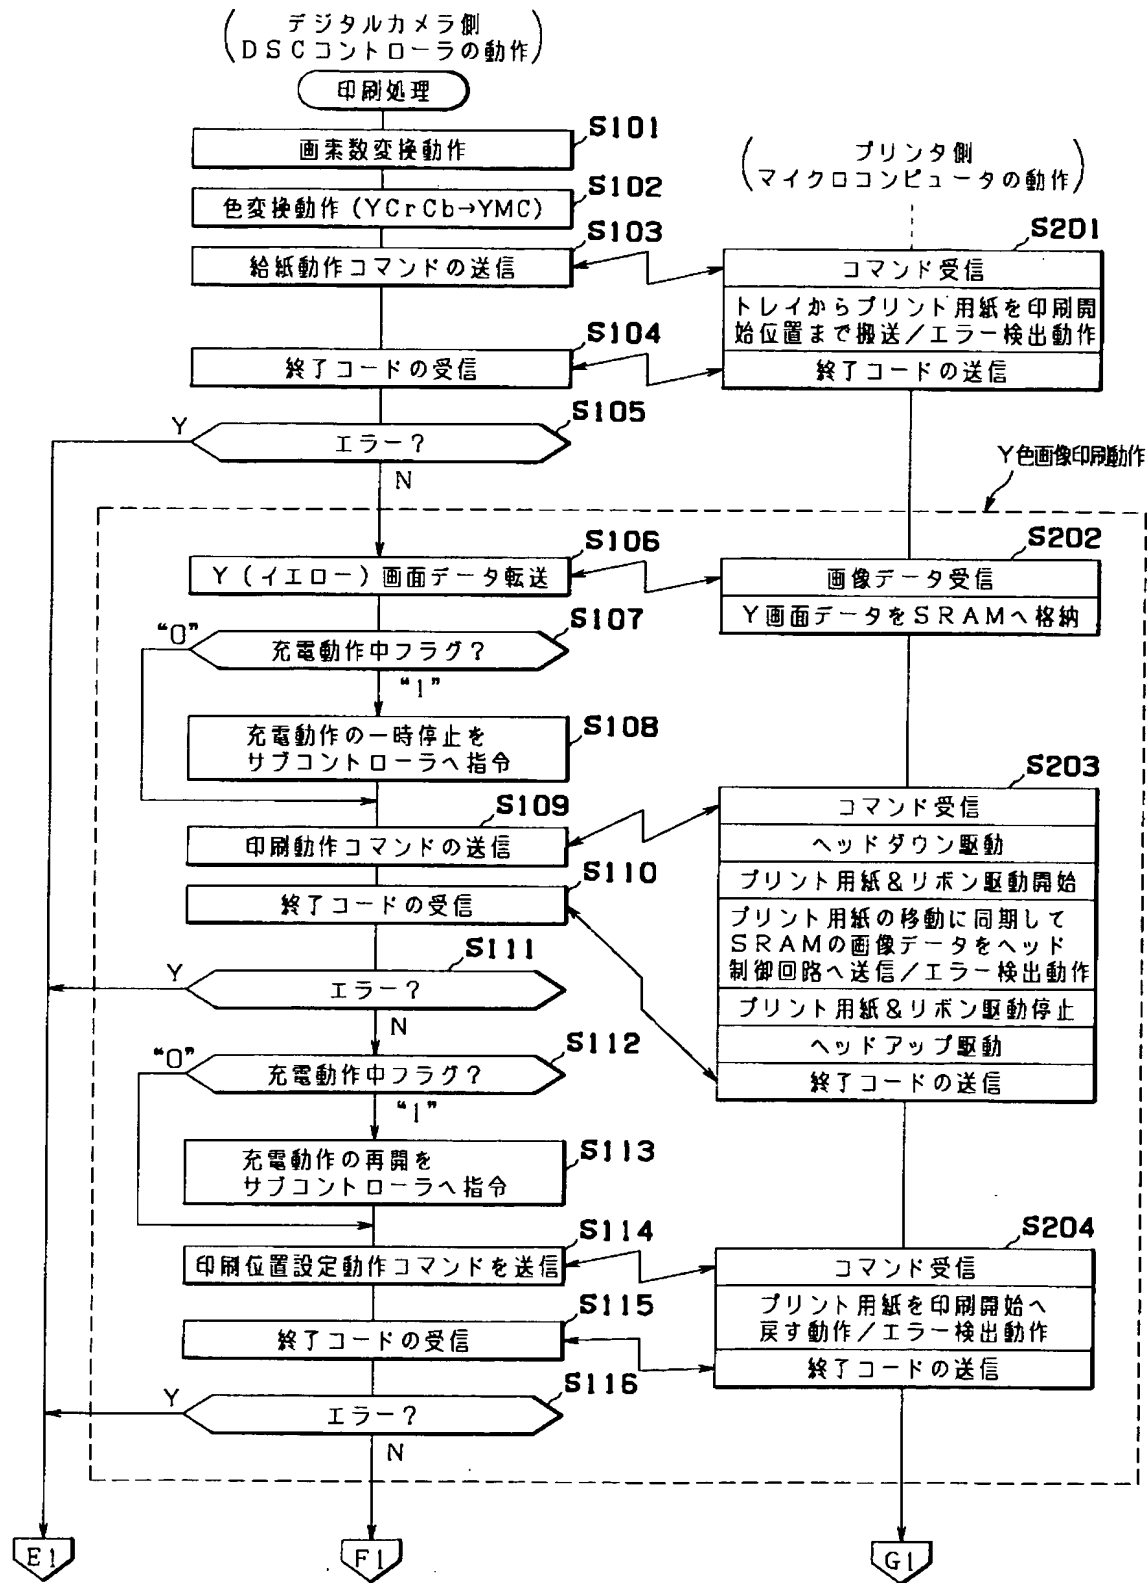 デジタルカメラ側
DSCコントローラの動作
印刷処理
S101
画素数変換動作
S102
色変換動作(YCrCb→YMC)
S103
給紙動作コマンドの送信
S104
終了コードの受信
S105
エラー?
Y
N
プリンタ側
マイクロコンピュータの動作
S201
コマンド受信
トレイからプリント用紙を印刷開
始位置まで搬送/エラー検出動作
終了コードの送信
Y色画像印刷動作
S106
Y(イエロー)画面データ転送
S107
充電動作中フラグ?
“0”
“1”
S108
充電動作の一時停止を
サブコントローラへ指令
S109
印刷動作コマンドの送信
S110
終了コードの受信
S111
エラー?
Y
N
S112
充電動作中フラグ?
“0”
“1”
S113
充電動作の再開を
サブコントローラへ指令
S114
印刷位置設定動作コマンドを送信
S115
終了コードの受信
S116
エラー?
Y
N
S202
画像データ受信
Y画面データをSRAMへ格納
S203
コマンド受信
ヘッドダウン駆動
プリント用紙&リボン駆動開始
プリント用紙の移動に同期して
SRAMの画像データをヘッド
制御回路へ送信/エラー検出動作
プリント用紙&リボン駆動停止
ヘッドアップ駆動
終了コードの送信
S204
コマンド受信
プリント用紙を印刷開始へ
戻す動作/エラー検出動作
終了コードの送信
E1
F1
G1